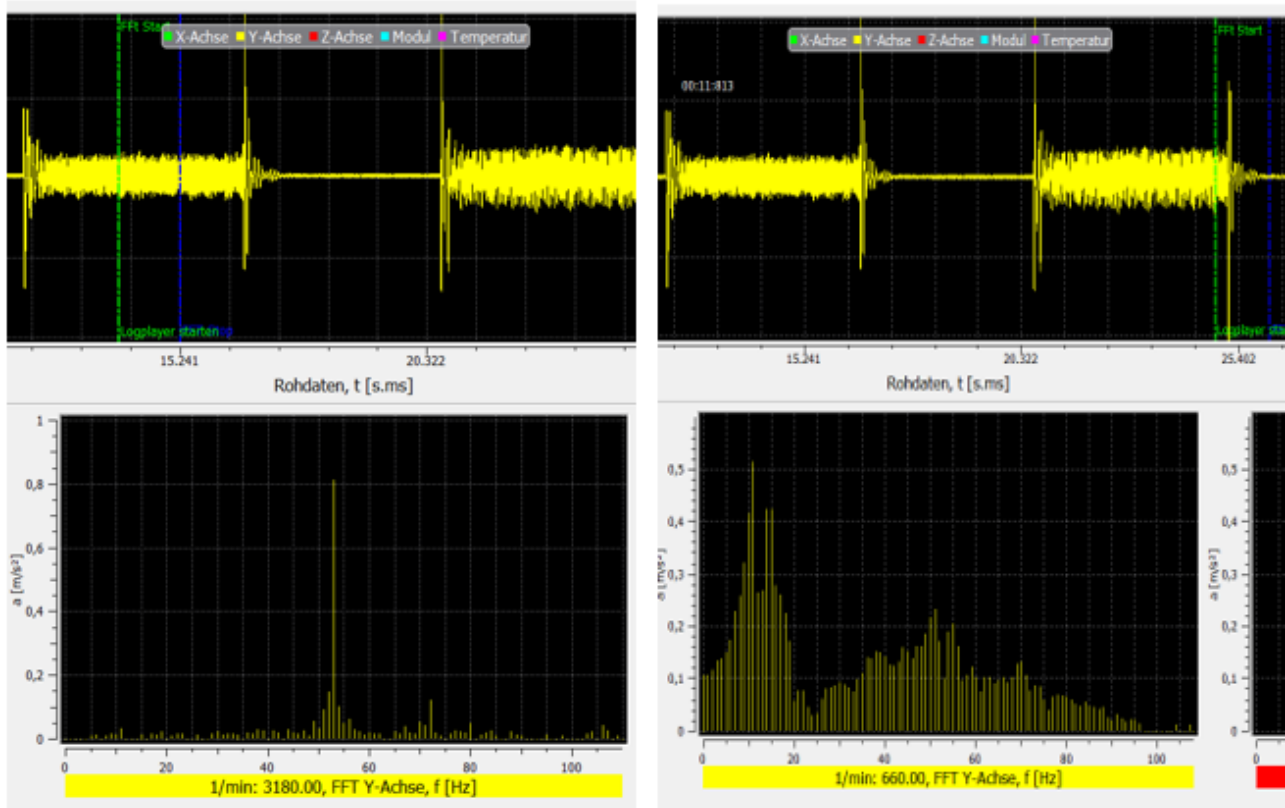 FFt Start
X-Achse Y-Achse Z-Achse Modul Temperatur
Logplayer starten
15.241 20.322
Rohdaten, t [s.ms]
1
0,8
0,6
0,4
0,2
0
a [m/s²]
0 20 40 60 80 100
1/min: 3180.00, FFT Y-Achse, f [Hz]
FFt Start
X-Achse Y-Achse Z-Achse Modul Temperatur
00:11:813
15.241 20.322 25.402
Rohdaten, t [s.ms]
0,5
0,4
0,3
0,2
0,1
0
a [m/s²]
0 20 40 60 80 100
1/min: 660.00, FFT Y-Achse, f [Hz]
0,5
0,4
0,3
0,2
0,1
0
a [m/s²]
0